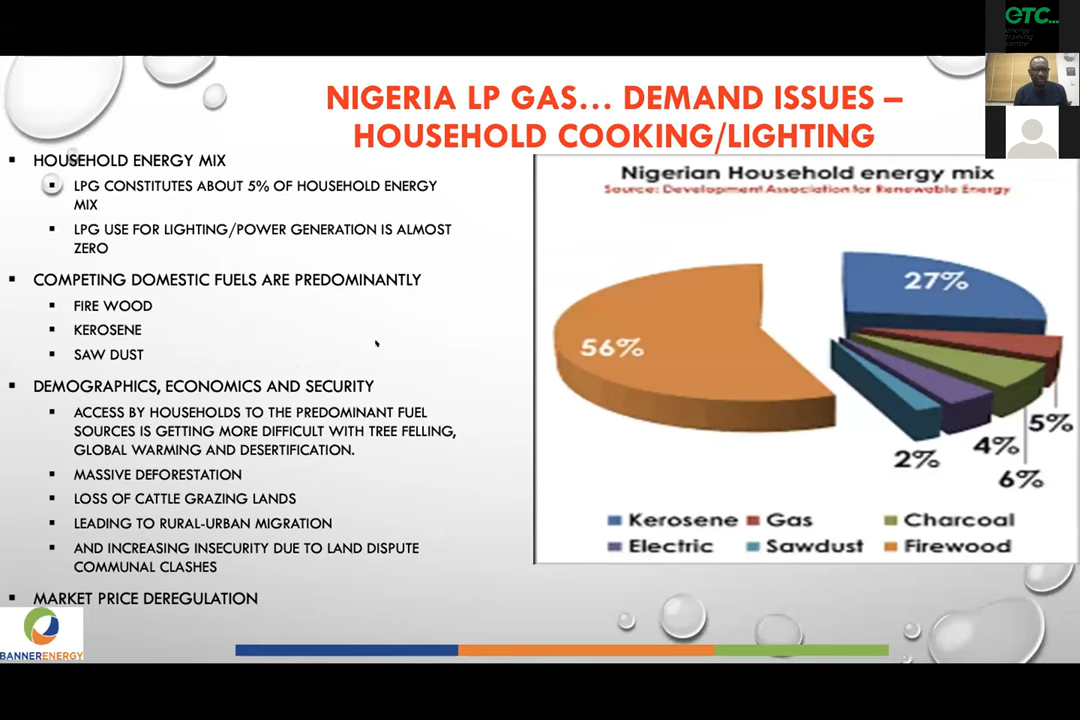 eTC...
energy
training
centre
NIGERIA LP GAS... DEMAND ISSUES –
HOUSEHOLD COOKING/LIGHTING
▪ HOUSEHOLD ENERGY MIX
▪ LPG CONSTITUTES ABOUT 5% OF HOUSEHOLD ENERGY
MIX
▪ LPG USE FOR LIGHTING/POWER GENERATION IS ALMOST
ZERO
▪ COMPETING DOMESTIC FUELS ARE PREDOMINANTLY
▪ FIRE WOOD
▪ KEROSENE
▪ SAW DUST
▪ DEMOGRAPHICS, ECONOMICS AND SECURITY
▪ ACCESS BY HOUSEHOLDS TO THE PREDOMINANT FUEL
SOURCES IS GETTING MORE DIFFICULT WITH TREE FELLING,
GLOBAL WARMING AND DESERTIFICATION.
▪ MASSIVE DEFORESTATION
▪ LOSS OF CATTLE GRAZING LANDS
▪ LEADING TO RURAL-URBAN MIGRATION
▪ AND INCREASING INSECURITY DUE TO LAND DISPUTE
COMMUNAL CLASHES
▪ MARKET PRICE DEREGULATION
BANNERENERGY
Nigerian Household energy mix
Source: Development Association for Renewable Energy
27%
56%
5%
4%
2%
6%
Kerosene Gas Charcoal
Electric Sawdust Firewood